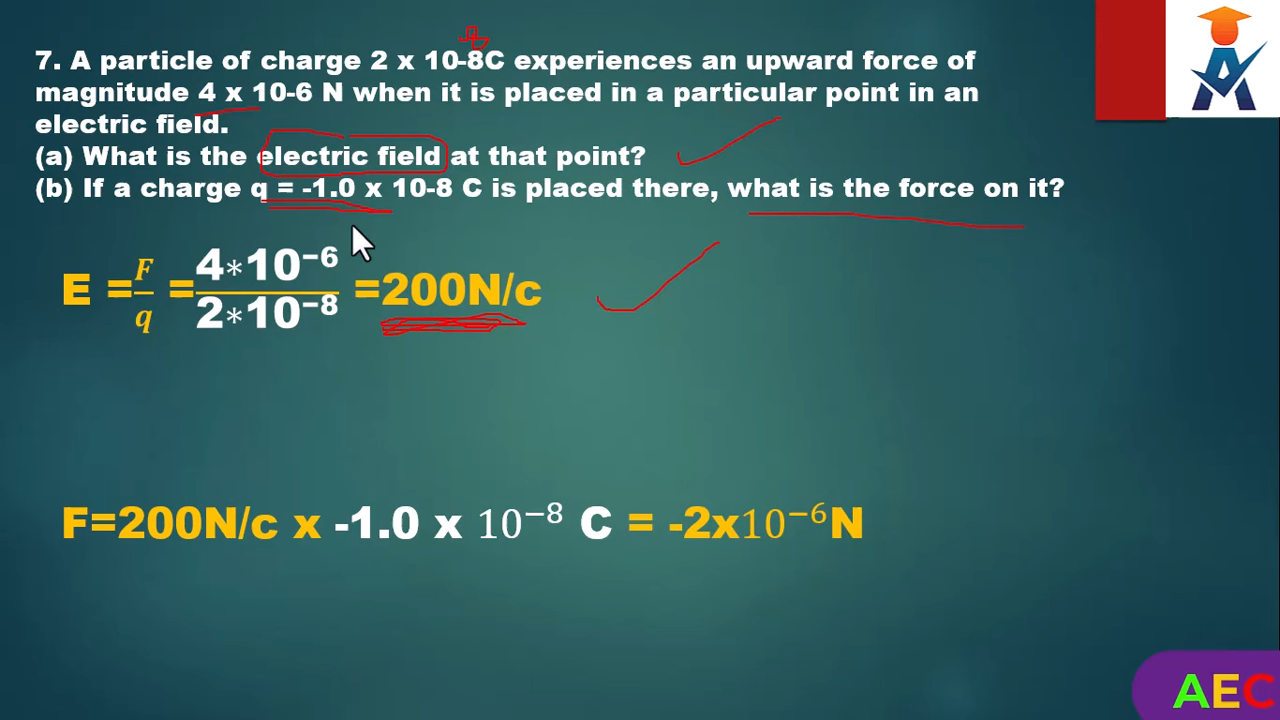 7. A particle of charge 2 x 10-8C experiences an upward force of
magnitude 4 x 10-6 N when it is placed in a particular point in an
electric field.
(a) What is the electric field at that point?
(b) If a charge q = -1.0 x 10-8 C is placed there, what is the force on it?
E = F/q = 4*10⁻⁶/2*10⁻⁸ =200N/c
F=200N/c x -1.0 x 10⁻⁸ C = -2x10⁻⁶N
AEC